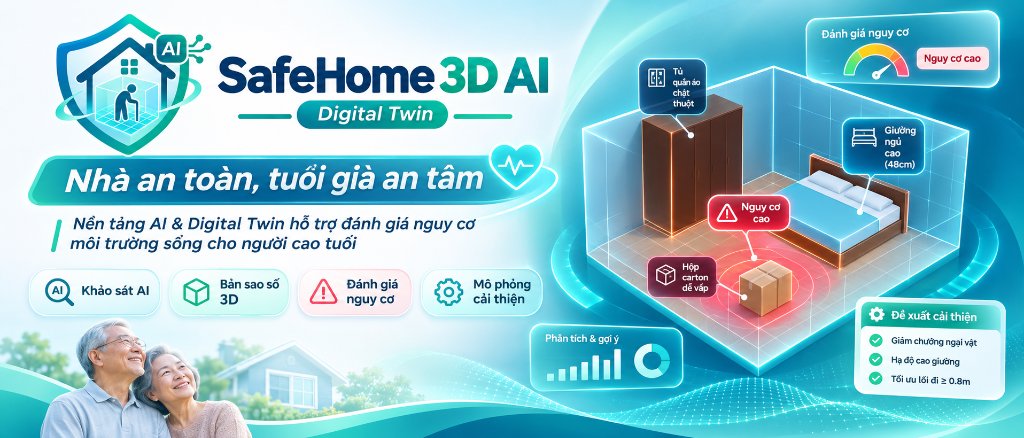 AI
SafeHome 3D AI
Digital Twin
Nhà an toàn, tuổi già an tâm
Nền tảng AI & Digital Twin hỗ trợ đánh giá nguy cơ
môi trường sống cho người cao tuổi
AI
Khảo sát AI
Bản sao số
3D
Đánh giá
nguy cơ
Mô phỏng
cải thiện
Đánh giá nguy cơ
Nguy cơ cao
Tủ
quần áo
chật
thuột
Giường
ngủ
cao
(48cm)
Nguy cơ
cao
Hộp
carton
dễ vấp
Phân tích & gợi ý
Đề xuất cải thiện
Giảm chướng ngại vật
Hạ độ cao giường
Tối ưu lối đi ≥ 0.8m